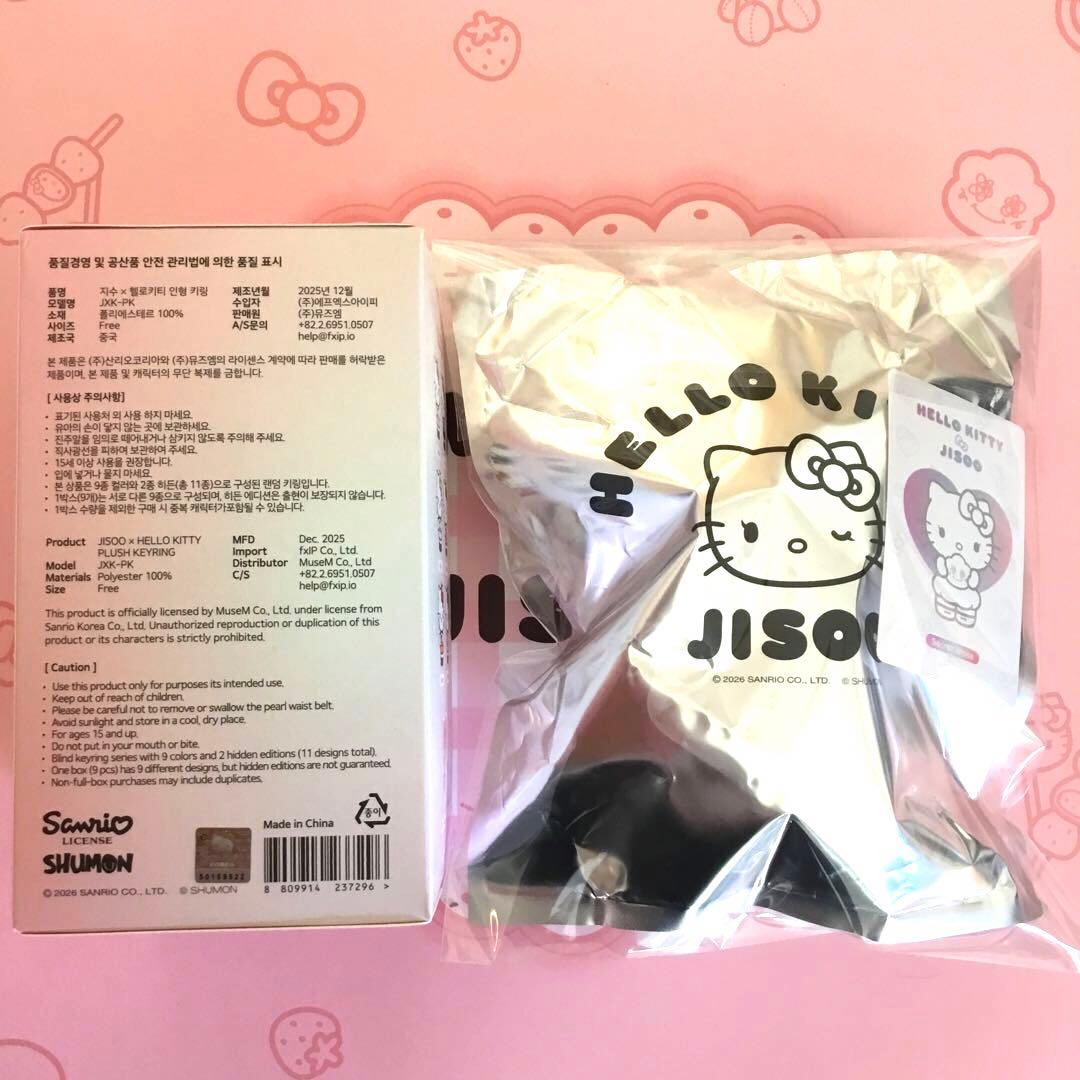 품질경영 및 공산품 안전 관리법에 의한 품질 표시
품명 지수 × 헬로키티 인형 키링 제조년월 2025년 12월
모델명 JXK-PK 수입자 (주)에프엑스아이피
소재 폴리에스테르 100% 판매원 (주)뮤즈엠
사이즈 Free A/S문의 +82.2.6951.0507
제조국 중국 help@fxip.io
본 제품은 (주)산리오코리아와 (주)뮤즈엠의 라이센스 계약에 따라 판매를 허락받은
제품이며, 본 제품 및 캐릭터의 무단 복제를 금합니다.
[ 사용상 주의사항]
• 표기된 사용처 외 사용 하지 마세요.
• 유아의 손이 닿지 않는 곳에 보관하세요.
• 진주알을 임의로 떼어내거나 삼키지 않도록 주의해 주세요.
• 직사광선을 피하며 보관하여 주세요.
• 15세 이상 사용을 권장합니다.
• 입에 넣거나 물지 마세요.
• 본 상품은 9종 컬러와 2종 히든(총 11종)으로 구성된 랜덤 키링입니다.
• 1박스(9개)는 서로 다른 9종으로 구성되며, 히든 에디션은 출현이 보장되지 않습니다.
• 1박스 수량을 제외한 구매 시 중복 캐릭터가 포함될 수 있습니다.
Product JISOO × HELLO KITTY MFD Dec. 2025
PLUSH KEYRING Import fxIP Co., Ltd.
Model JXK-PK Distributor MuseM Co., Ltd
Materials Polyester 100% C/S +82.2.6951.0507
Size Free help@fxip.io
This product is officially licensed by MuseM Co., Ltd. under license from
Sanrio Korea Co., Ltd, Unauthorized reproduction or duplication of this
product or its characters is strictly prohibited.
[ Caution ]
• Use this product only for purposes its intended use.
• Keep out of reach of children.
• Please be careful not to remove or swallow the pearl waist belt.
• Avoid sunlight and store in a cool, dry place.
• For ages 15 and up.
• Do not put in your mouth or bite.
• Blind keyring series with 9 colors and 2 hidden editions (11 designs total).
• One box (9 pcs) has 9 different designs, but hidden editions are not guaranteed.
• Non-full-box purchases may include duplicates.
Sanrio
LICENSE
SHUMON
종이
Made in China
8 809914 237296 >
© 2026 SANRIO CO., LTD. © SHUMON
HELLO KI
JISOO
© 2026 SANRIO CO., LTD. © SHUMO
HELLO KITTY
JISOO